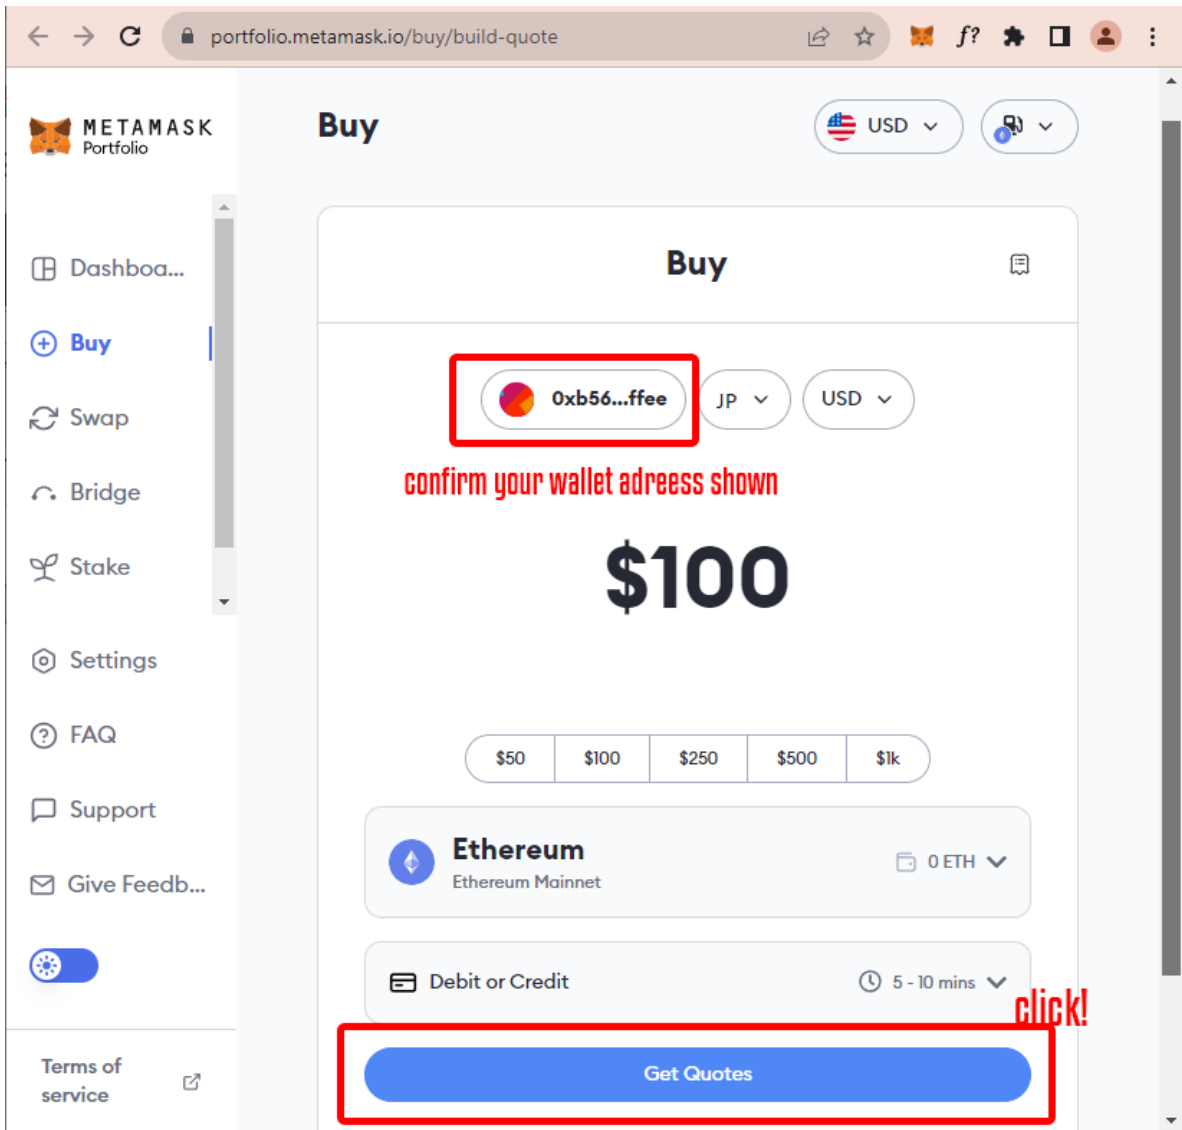 portfolio.metamask.io/buy/build-quote
f?
METAMASK
Portfolio
Buy
USD
Dashboa...
Buy
Swap
Bridge
Stake
Settings
FAQ
Support
Give Feedb...
Terms of
service
Buy
0xb56...ffee
JP
USD
confirm your wallet adreess shown
$100
$50 $100 $250 $500 $1k
Ethereum
Ethereum Mainnet
0 ETH
Debit or Credit
5 - 10 mins
click!
Get Quotes